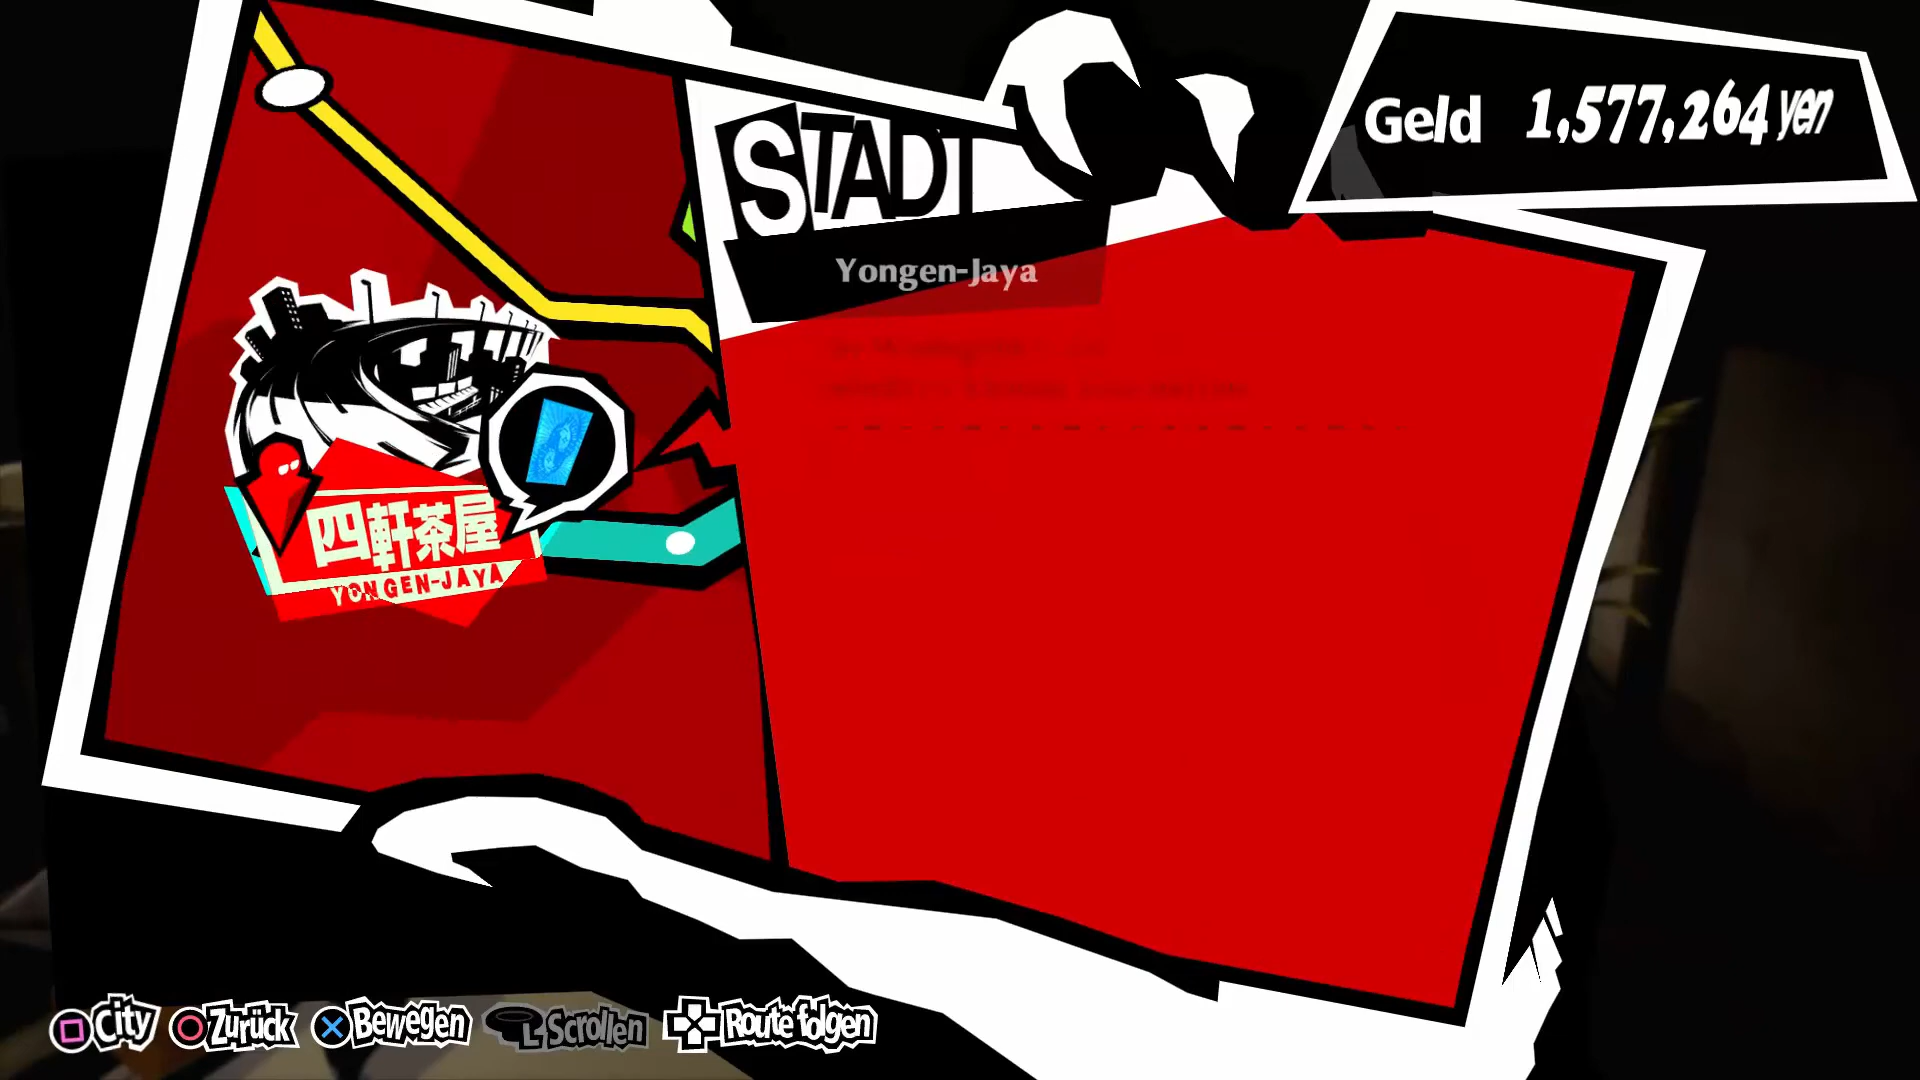 Geld 1,577,264 yen
STADT
Yongen-Jaya
四軒茶屋
YONGEN-JAYA
City Zurück Bewegen L Scrollen Route folgen